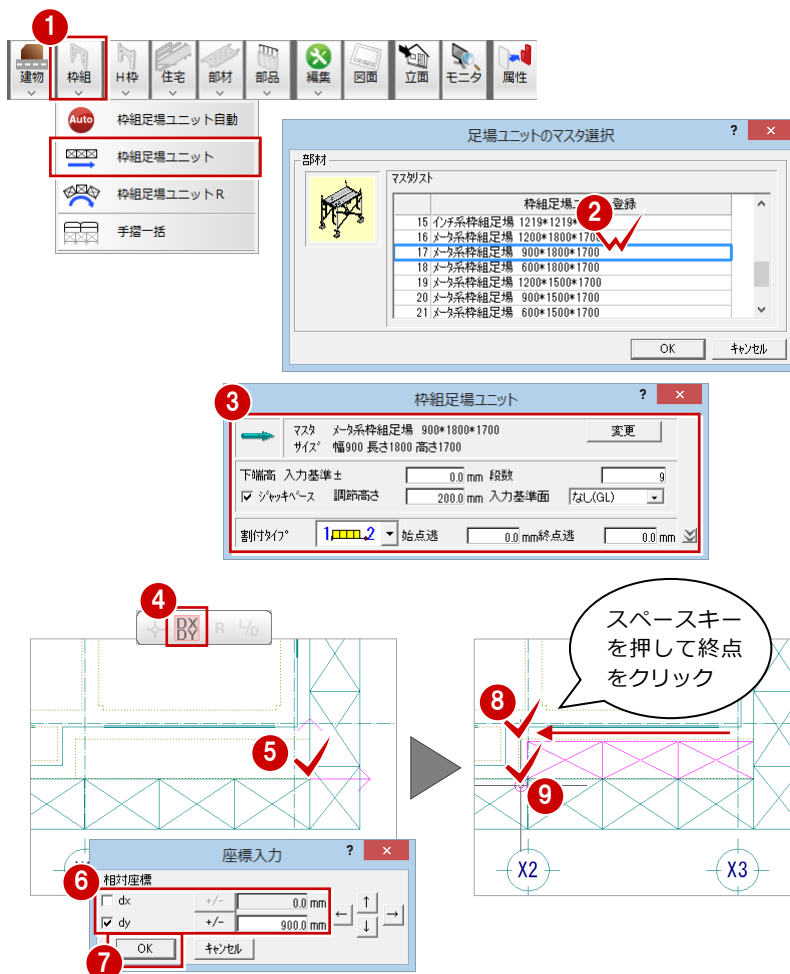 1
建物 枠組 H枠 住宅 部材 部品 編集 図面 立面 モニタ 属性
Auto 枠組足場ユニット自動
枠組足場ユニット
枠組足場ユニットR
手摺一括
足場ユニットのマスタ選択 ? ×
部材
マスタリスト
2
15 インチ系枠組足場 1219*1219*
16 メータ系枠組足場 1200*1800*1700
17 メータ系枠組足場 900*1800*1700
18 メータ系枠組足場 600*1800*1700
19 メータ系枠組足場 1200*1500*1700
20 メータ系枠組足場 900*1500*1700
21 メータ系枠組足場 600*1500*1700
OK キャンセル
3
枠組足場ユニット ? ×
マスタ メータ系枠組足場 900*1800*1700 変更
サイズ 幅900 長さ1800 高さ1700
下端高 入力基準± 0.0 mm 段数 9
ジャッキベース 調節高さ 200.0 mm 入力基準面 なし(GL)
割付タイプ 1 2 始点逃 0.0 mm 終点逃 0.0 mm
4
DX DY R L/D
スペースキー
を押して終点
をクリック
5
8
9
X2 X3
座標入力 ? ×
6
相対座標
dx +/- 0.0 mm ← ↑ →
dy +/- 900.0 mm ↓
OK キャンセル
7